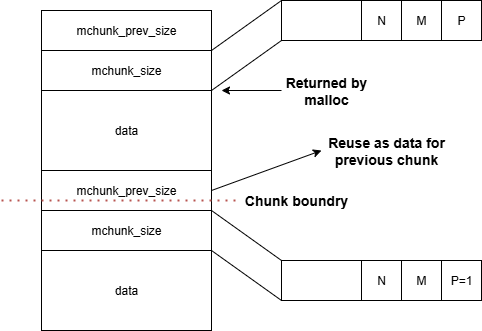 mchunk_prev_size
N M P
mchunk_size
Returned by
malloc
data
Reuse as data for
previous chunk
mchunk_prev_size
Chunk boundry
mchunk_size
N M P=1
data